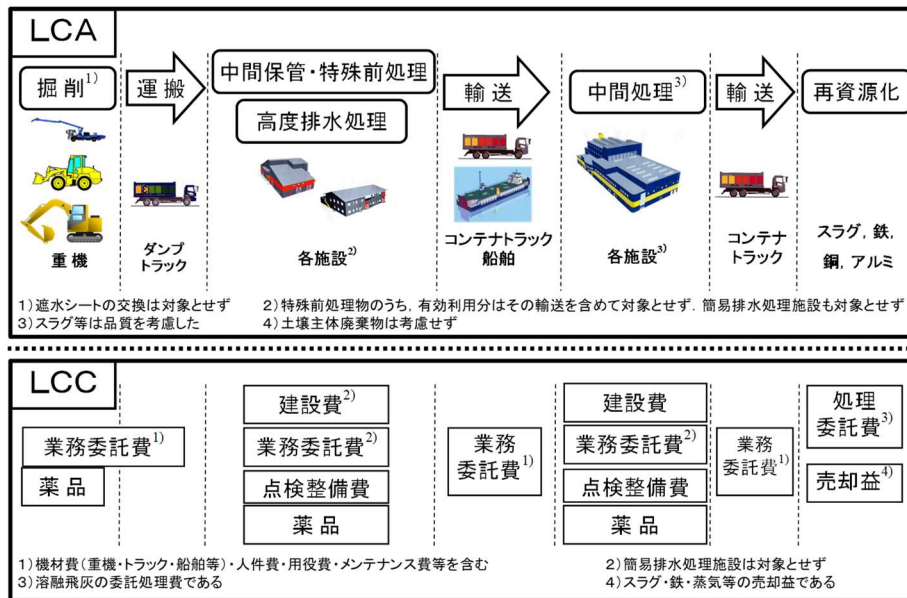 LCA
掘削1)
運搬
中間保管・特殊前処理
高度排水処理
輸送
中間処理3)
輸送
再資源化
重機
ダンプ
トラック
各施設2)
コンテナトラック
船舶
各施設3)
コンテナ
トラック
スラグ, 鉄,
銅, アルミ
1)遮水シートの交換は対象とせず
2)特殊前処理物のうち, 有効利用分はその輸送を含めて対象とせず. 簡易排水処理施設も対象とせず
3)スラグ等は品質を考慮した
4)土壌主体廃棄物は考慮せず
LCC
業務委託費1)
薬品
建設費2)
業務委託費2)
点検整備費
薬品
業務
委託費1)
建設費
業務委託費2)
点検整備費
薬品
業務
委託費1)
処理
委託費3)
売却益4)
1)機材費(重機・トラック・船舶等)・人件費・用役費・メンテナンス費等を含む
2)簡易排水処理施設は対象とせず
3)溶融飛灰の委託処理費である
4)スラグ・鉄・蒸気等の売却益である